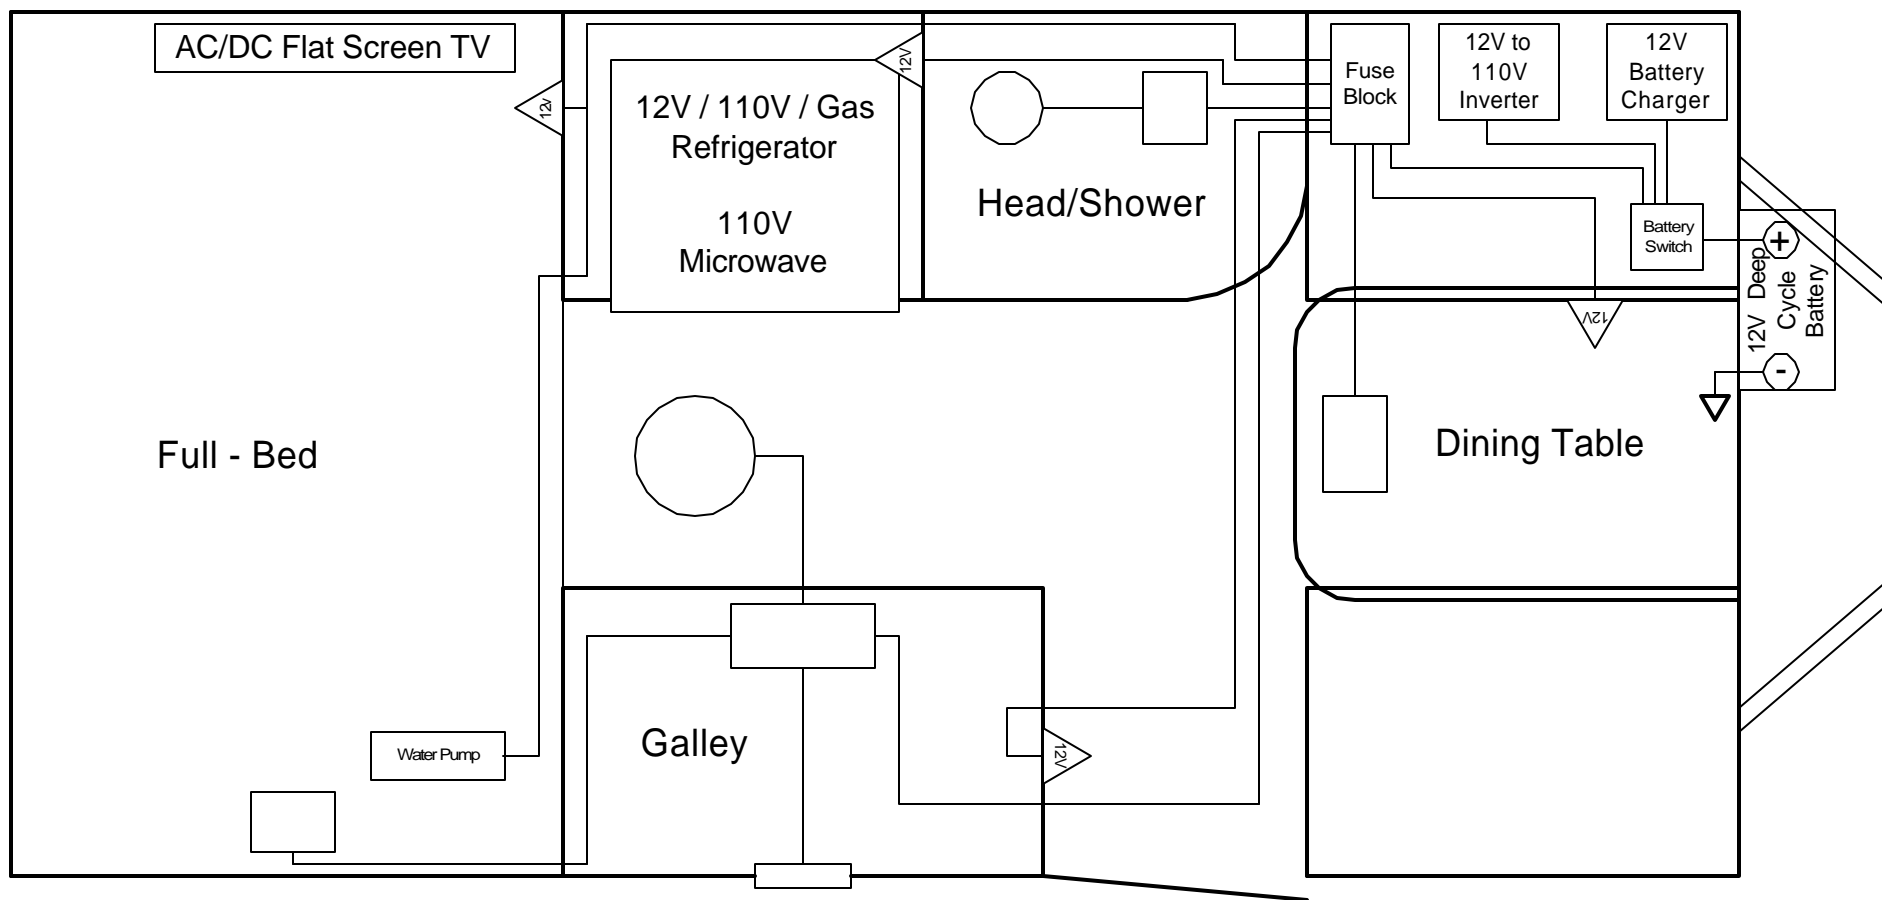 AC/DC Flat Screen TV
12v
12V
12V / 110V / Gas
Refrigerator
110V
Microwave
Head/Shower
Fuse
Block
12V to
110V
Inverter
12V
Battery
Charger
Battery
Switch
+
12V Deep
Cycle
Battery
-
12V
Full - Bed
Dining Table
Water Pump
Galley
12V